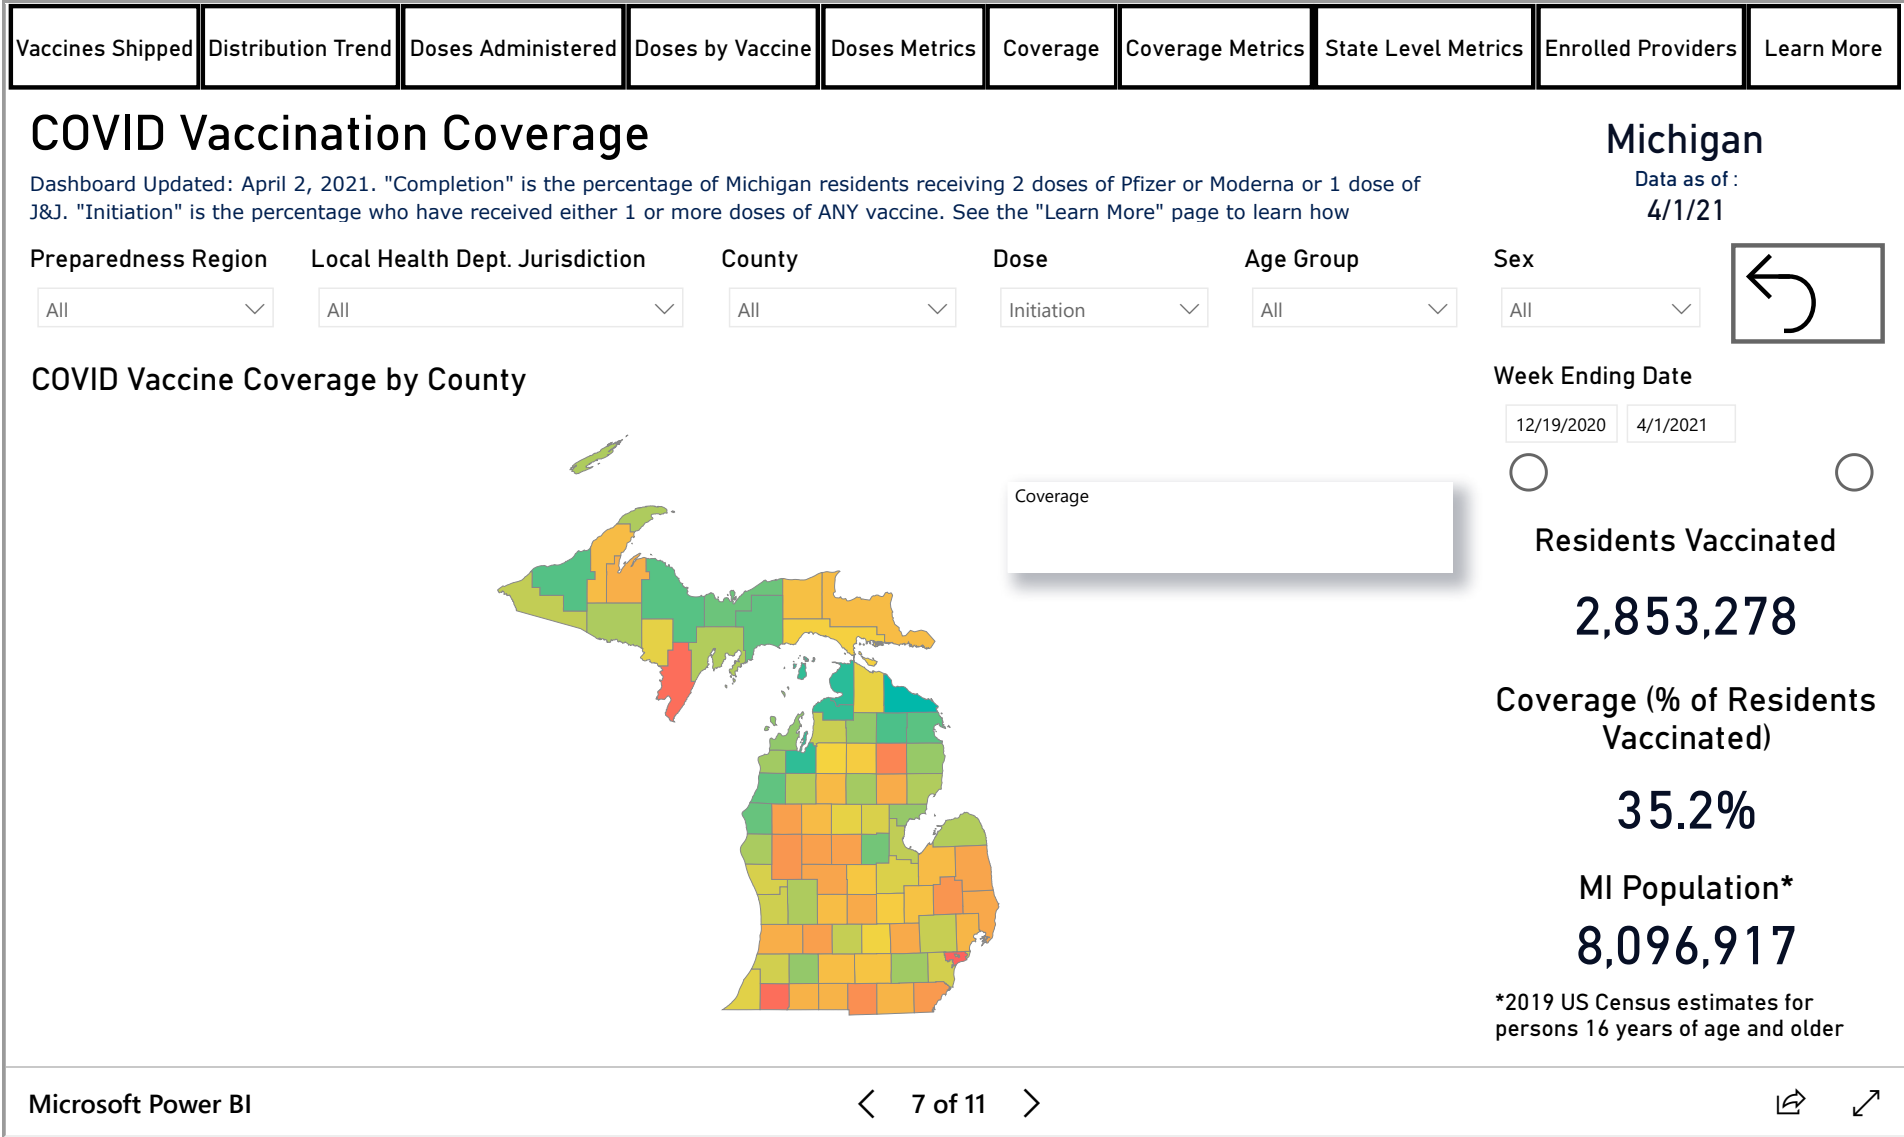 Vaccines Shipped
Distribution Trend
Doses Administered
Doses by Vaccine
Doses Metrics
Coverage
Coverage Metrics
State Level Metrics
Enrolled Providers
Learn More
COVID Vaccination Coverage
Dashboard Updated: April 2, 2021. "Completion" is the percentage of Michigan residents receiving 2 doses of Pfizer or Moderna or 1 dose of
J&J. "Initiation" is the percentage who have received either 1 or more doses of ANY vaccine. See the "Learn More" page to learn how
Michigan
Data as of :
4/1/21
Preparedness Region
All
Local Health Dept. Jurisdiction
All
County
All
Dose
Initiation
Age Group
All
Sex
All
COVID Vaccine Coverage by County
Coverage
Week Ending Date
12/19/2020
4/1/2021
Residents Vaccinated
2,853,278
Coverage (% of Residents
Vaccinated)
35.2%
MI Population*
8,096,917
*2019 US Census estimates for
persons 16 years of age and older
Microsoft Power BI
7 of 11